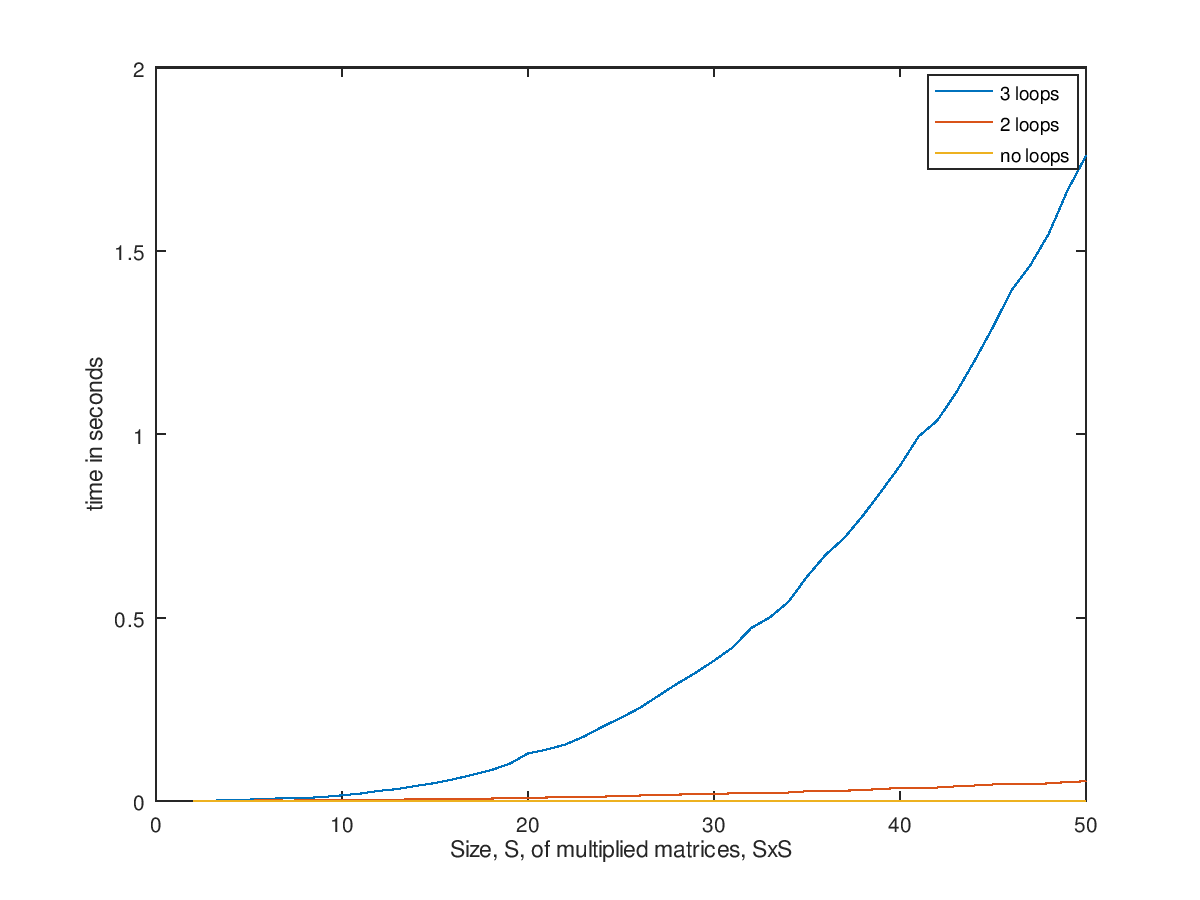 2
1.5
1
0.5
0
time in seconds
3 loops
2 loops
no loops
0 10 20 30 40 50
Size, S, of multiplied matrices, SxS